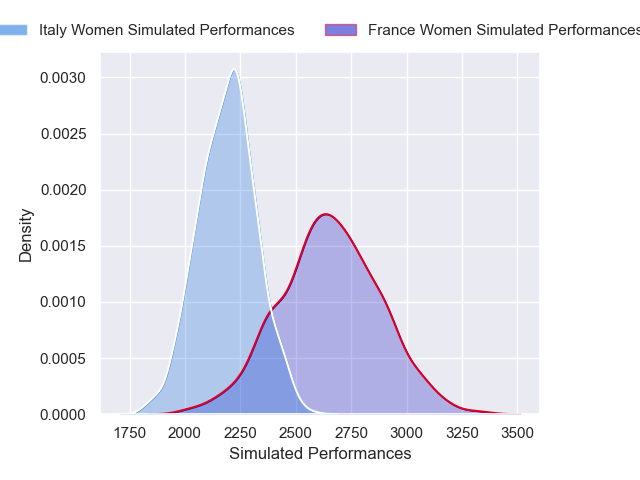 Italy Women Simulated Performances France Women Simulated Performances
0.0030
0.0025
0.0020
0.0015
0.0010
0.0005
0.0000
Density
1750 2000 2250 2500 2750 3000 3250 3500
Simulated Performances